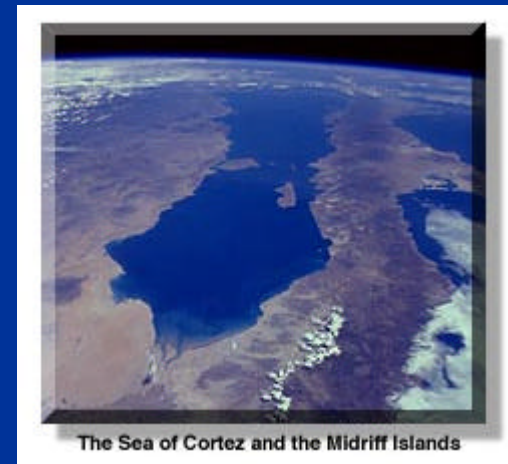 The Sea of Cortez and the Midriff Islands